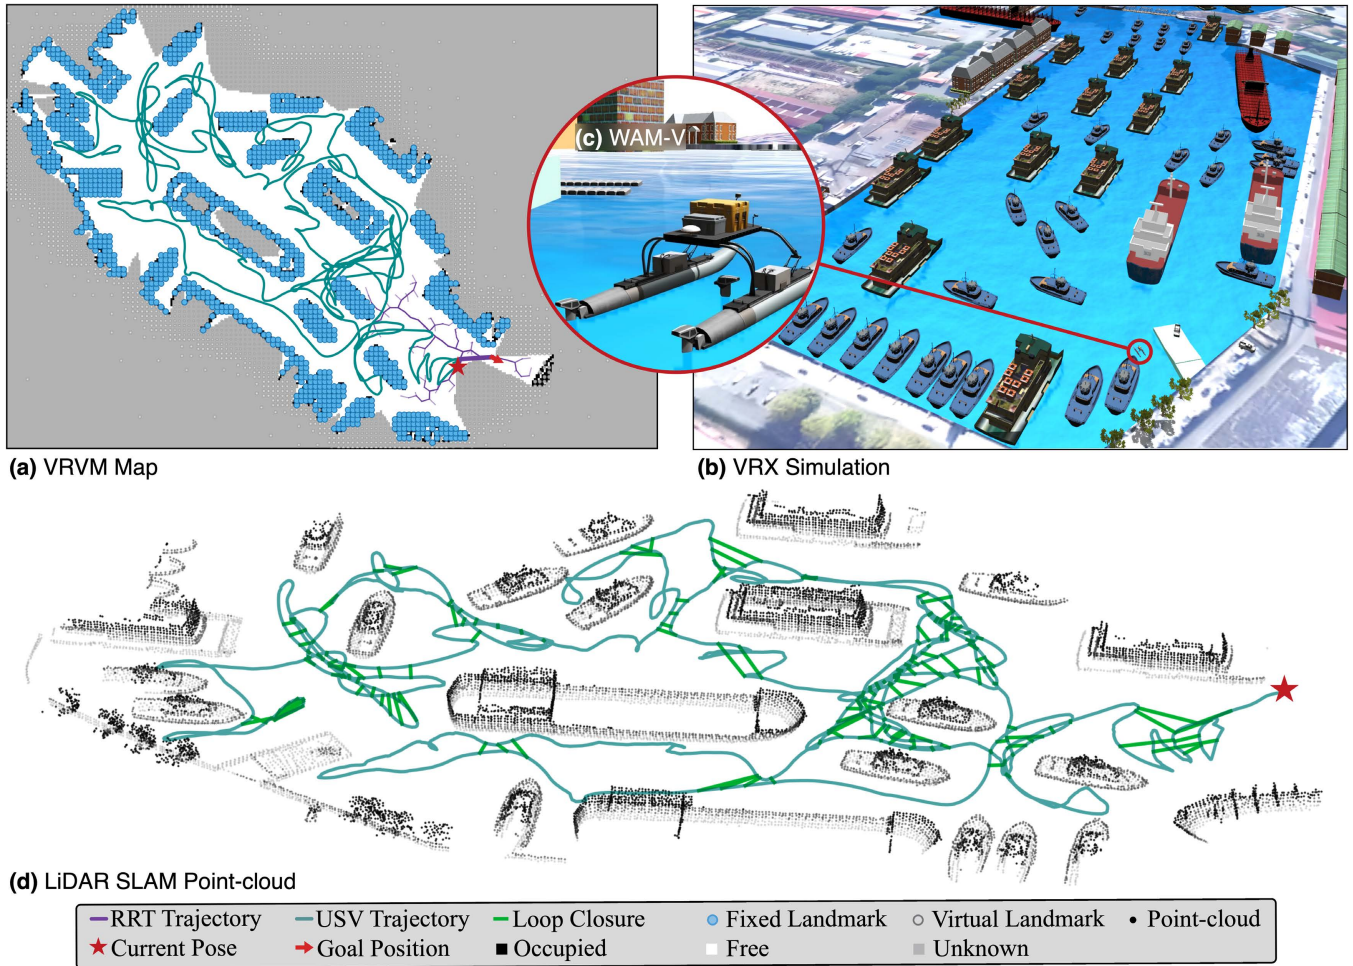 (c) WAM-V
(a) VRVM Map
(b) VRX Simulation
(d) LiDAR SLAM Point-cloud
RRT Trajectory USV Trajectory Loop Closure Fixed Landmark Virtual Landmark Point-cloud
Current Pose Goal Position Occupied Free Unknown